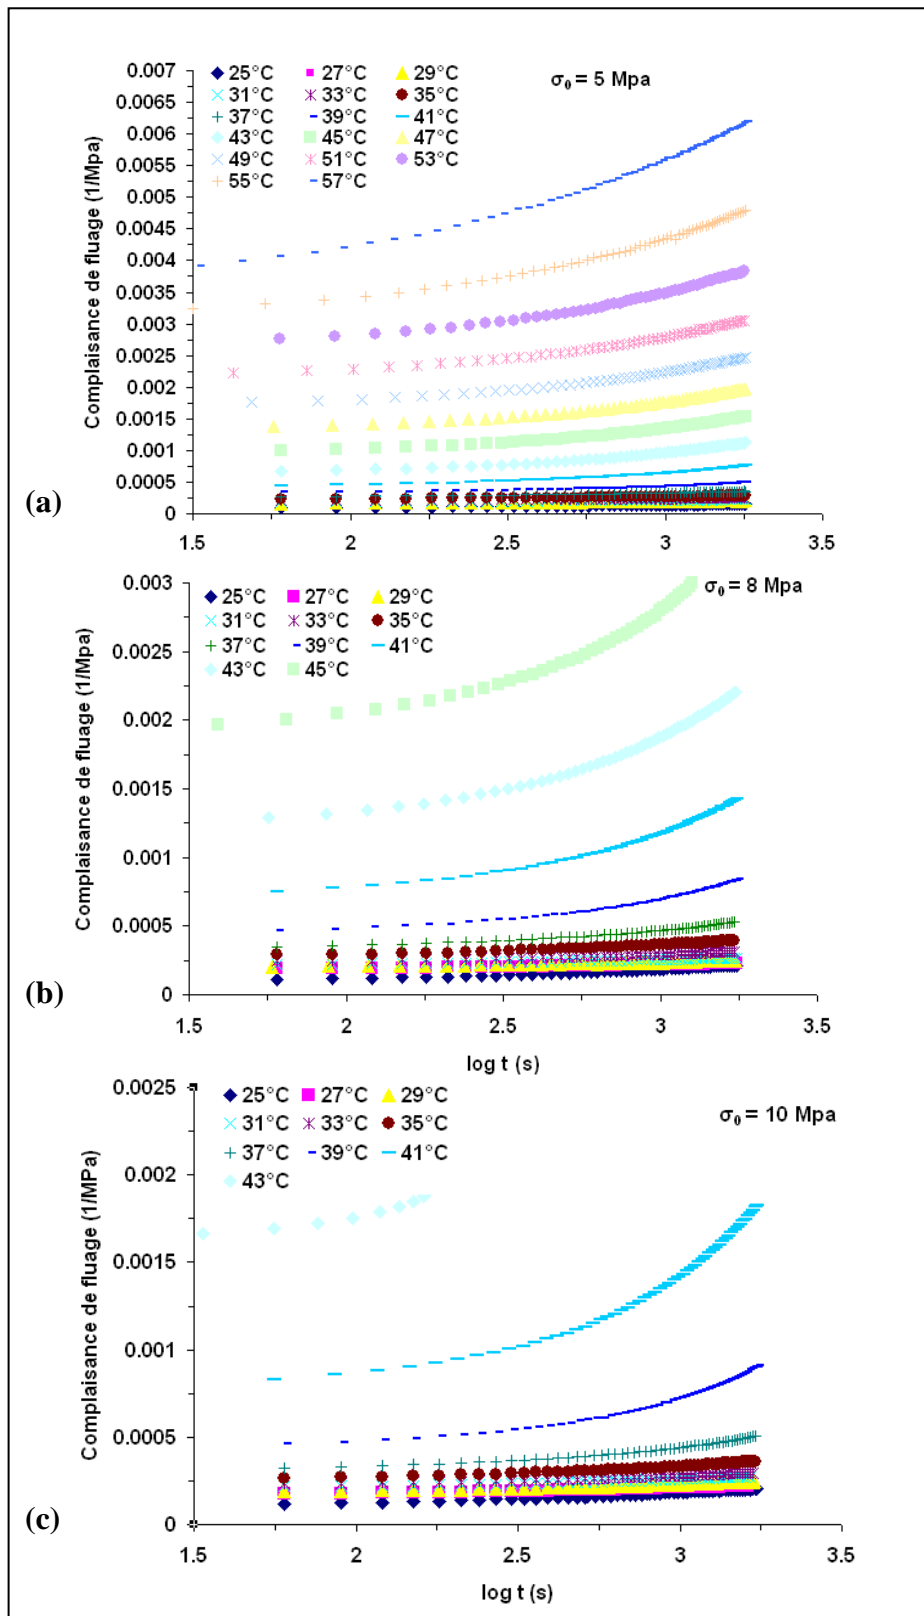 σ₀ = 5 Mpa
25°C 27°C 29°C
31°C 33°C 35°C
37°C 39°C 41°C
43°C 45°C 47°C
49°C 51°C 53°C
55°C 57°C
Complaisance de fluage (1/Mpa)
0.007
0.0065
0.006
0.0055
0.005
0.0045
0.004
0.0035
0.003
0.0025
0.002
0.0015
0.001
0.0005
0
1.5 2 2.5 3 3.5
(a)
σ₀ = 8 Mpa
25°C 27°C 29°C
31°C 33°C 35°C
37°C 39°C 41°C
43°C 45°C
Complaisance de fluage (1/Mpa)
0.003
0.0025
0.002
0.0015
0.001
0.0005
0
1.5 2 2.5 3 3.5
log t (s)
(b)
σ₀ = 10 Mpa
25°C 27°C 29°C
31°C 33°C 35°C
37°C 39°C 41°C
43°C
Complaisance de fluage (1/MPa)
0.0025
0.002
0.0015
0.001
0.0005
0
1.5 2 2.5 3 3.5
log t (s)
(c)